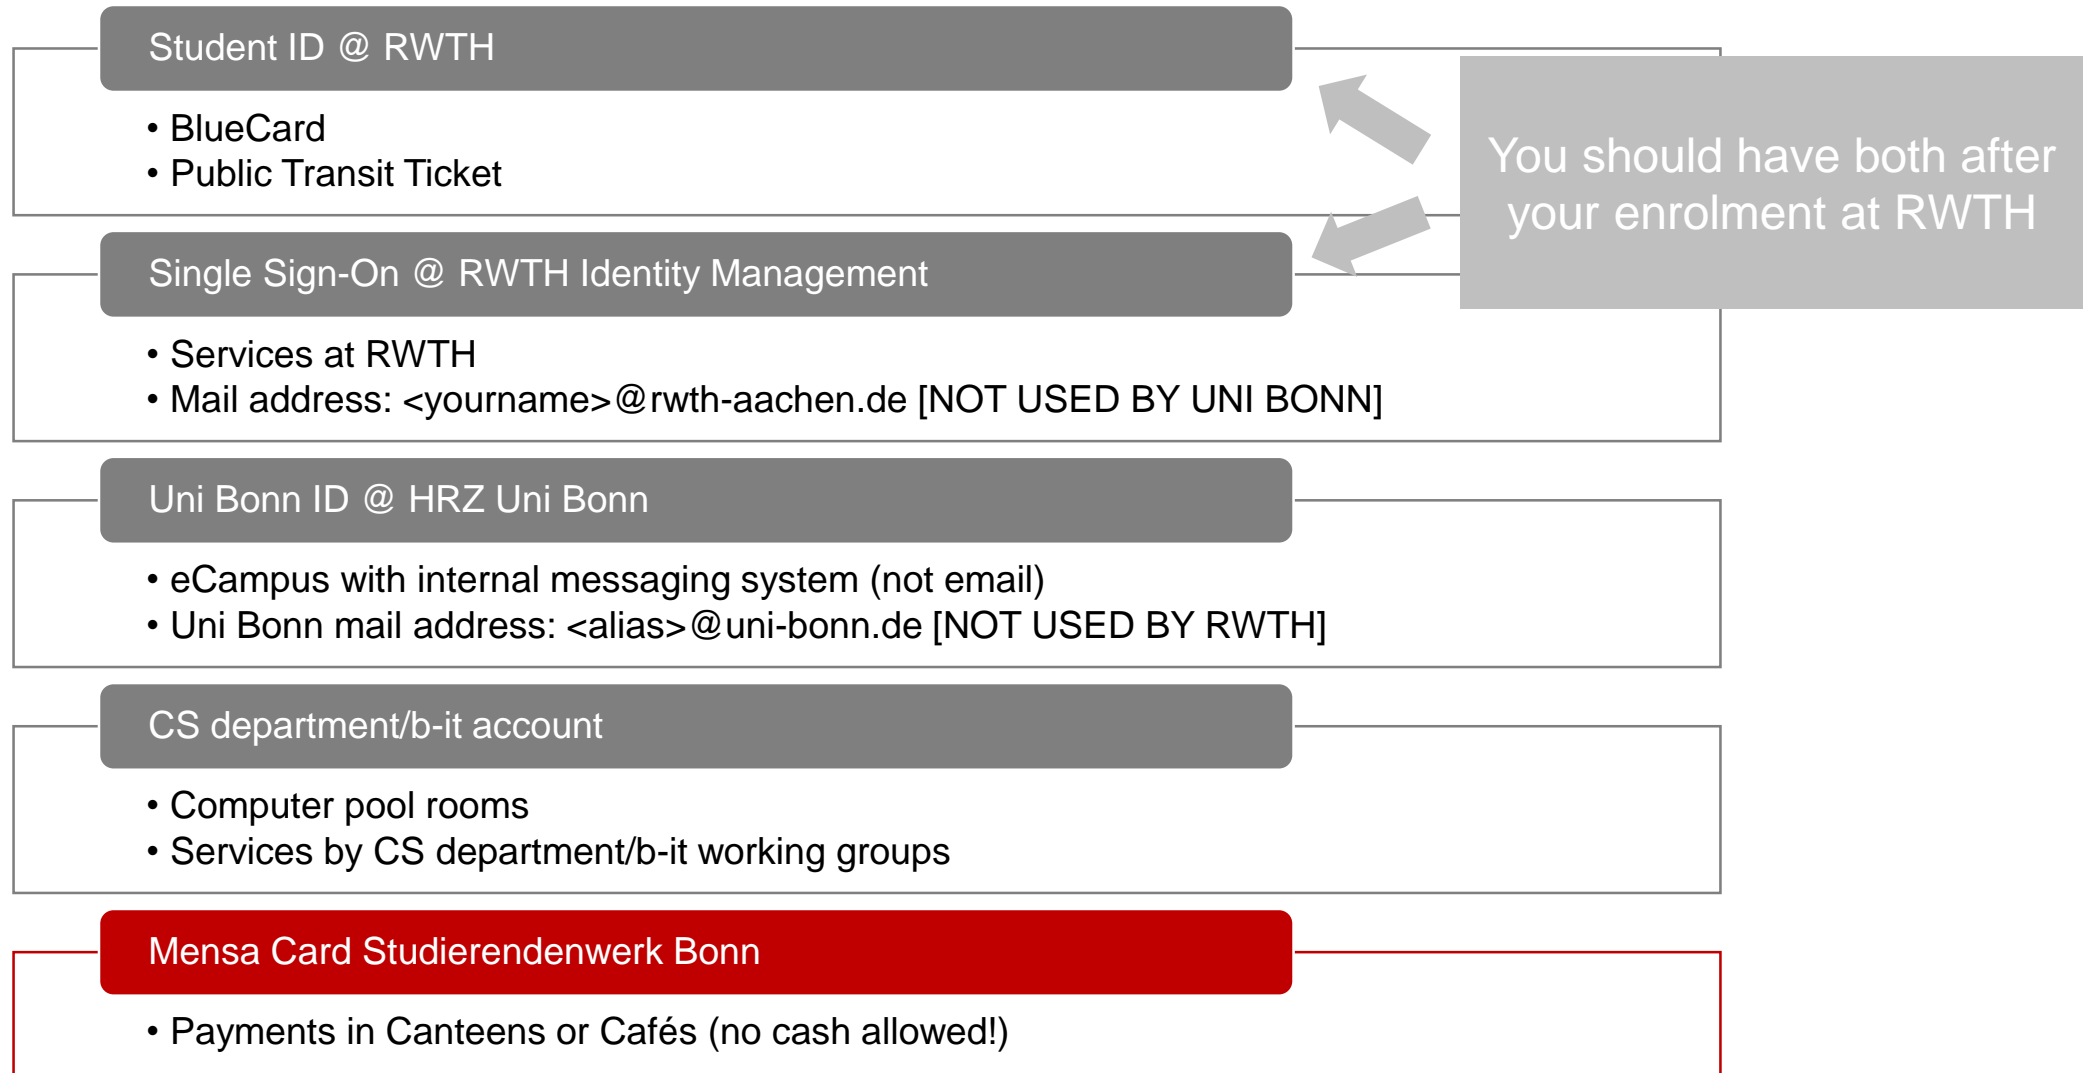 Student ID @ RWTH
• BlueCard
• Public Transit Ticket
You should have both after
your enrolment at RWTH
Single Sign-On @ RWTH Identity Management
• Services at RWTH
• Mail address: <yourname>@rwth-aachen.de [NOT USED BY UNI BONN]
Uni Bonn ID @ HRZ Uni Bonn
• eCampus with internal messaging system (not email)
• Uni Bonn mail address: <alias>@uni-bonn.de [NOT USED BY RWTH]
CS department/b-it account
• Computer pool rooms
• Services by CS department/b-it working groups
Mensa Card Studierendenwerk Bonn
• Payments in Canteens or Cafés (no cash allowed!)